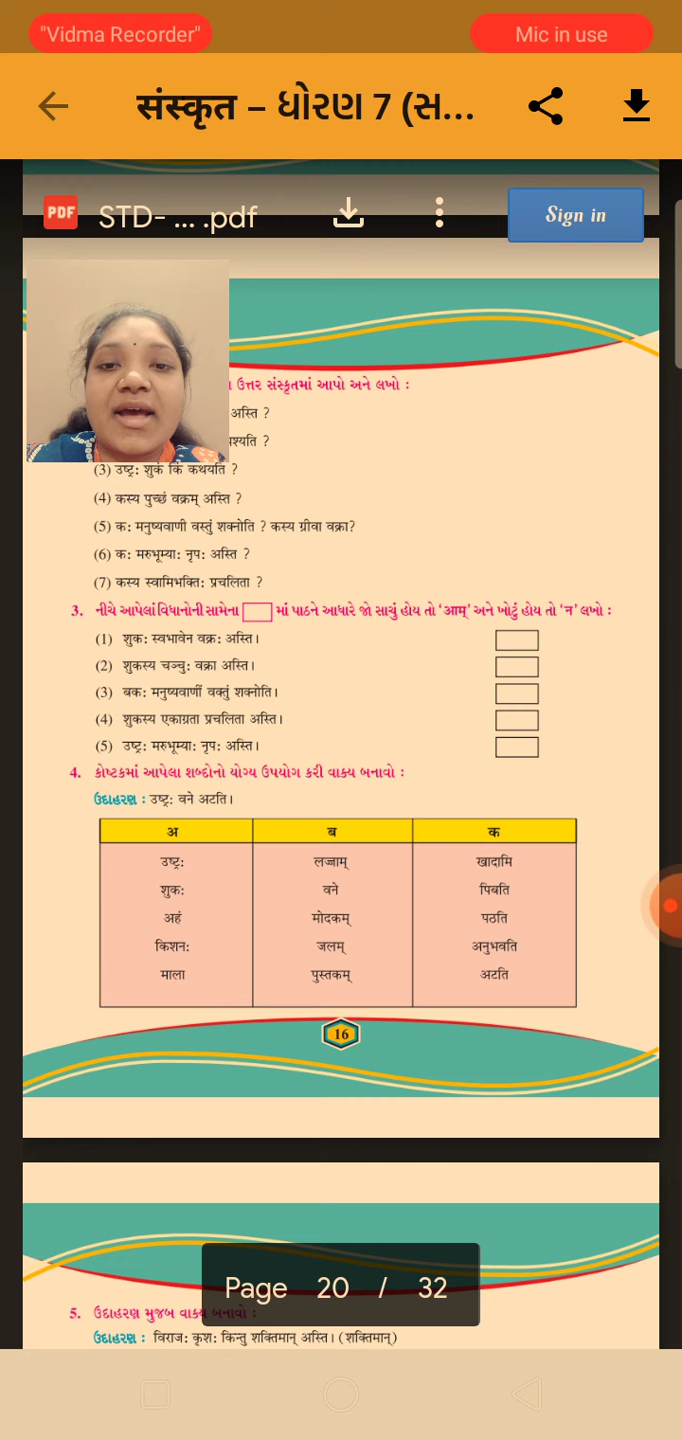 "Vidma Recorder"
Mic in use
संस्कृत – ધોરણ 7 (સ...
PDF STD- ... .pdf
Sign in
ઉત્તર સંસ્કૃતમાં આપો અને લખો :
अस्ति ?
(3) उष्ट्र: शुकं किं कथयति ?
(4) कस्य पुच्छं वक्रम् अस्ति ?
(5) क: मनुष्यवाणी वस्तुं शक्नोति ? कस्य ग्रीवा वक्रा?
(6) क: मरुभूम्या: नृप: अस्ति ?
(7) कस्य स्वामिभक्ति: प्रचलिता ?
3. નીચે આપેલાં વિધાનોની સામેના માં પાઠને આધારે જો સાચું હોય તો ‘आम्’ અને ખોટું હોય તો ‘न’ લખો :
(1) शुक: स्वभावेन वक्र: अस्ति।
(2) शुकस्य चञ्चु: वक्रा अस्ति।
(3) बक: मनुष्यवाणीं वक्तुं शक्नोति।
(4) शुकस्य एकाग्रता प्रचलिता अस्ति।
(5) उष्ट्र: मरुभूम्या: नृप: अस्ति।
4. કોષ્ટકમાં આપેલા શબ્દોનો યોગ્ય ઉપયોગ કરી વાક્ય બનાવો :
ઉદાહરણ : उष्ट्र: वने अटति।
अ ब क
उष्ट्र: लज्जाम् खादामि
शुक: वने पिबति
अहं मोदकम् पठति
किशन: जलम् अनुभवति
माला पुस्तकम् अटति
16
Page 20 / 32
5. ઉદાહરણ મુજબ વાક્ય બનાવો :
ઉદાહરણ : विराज: कृश: किन्तु शक्तिमान् अस्ति। (शक्तिमान्)